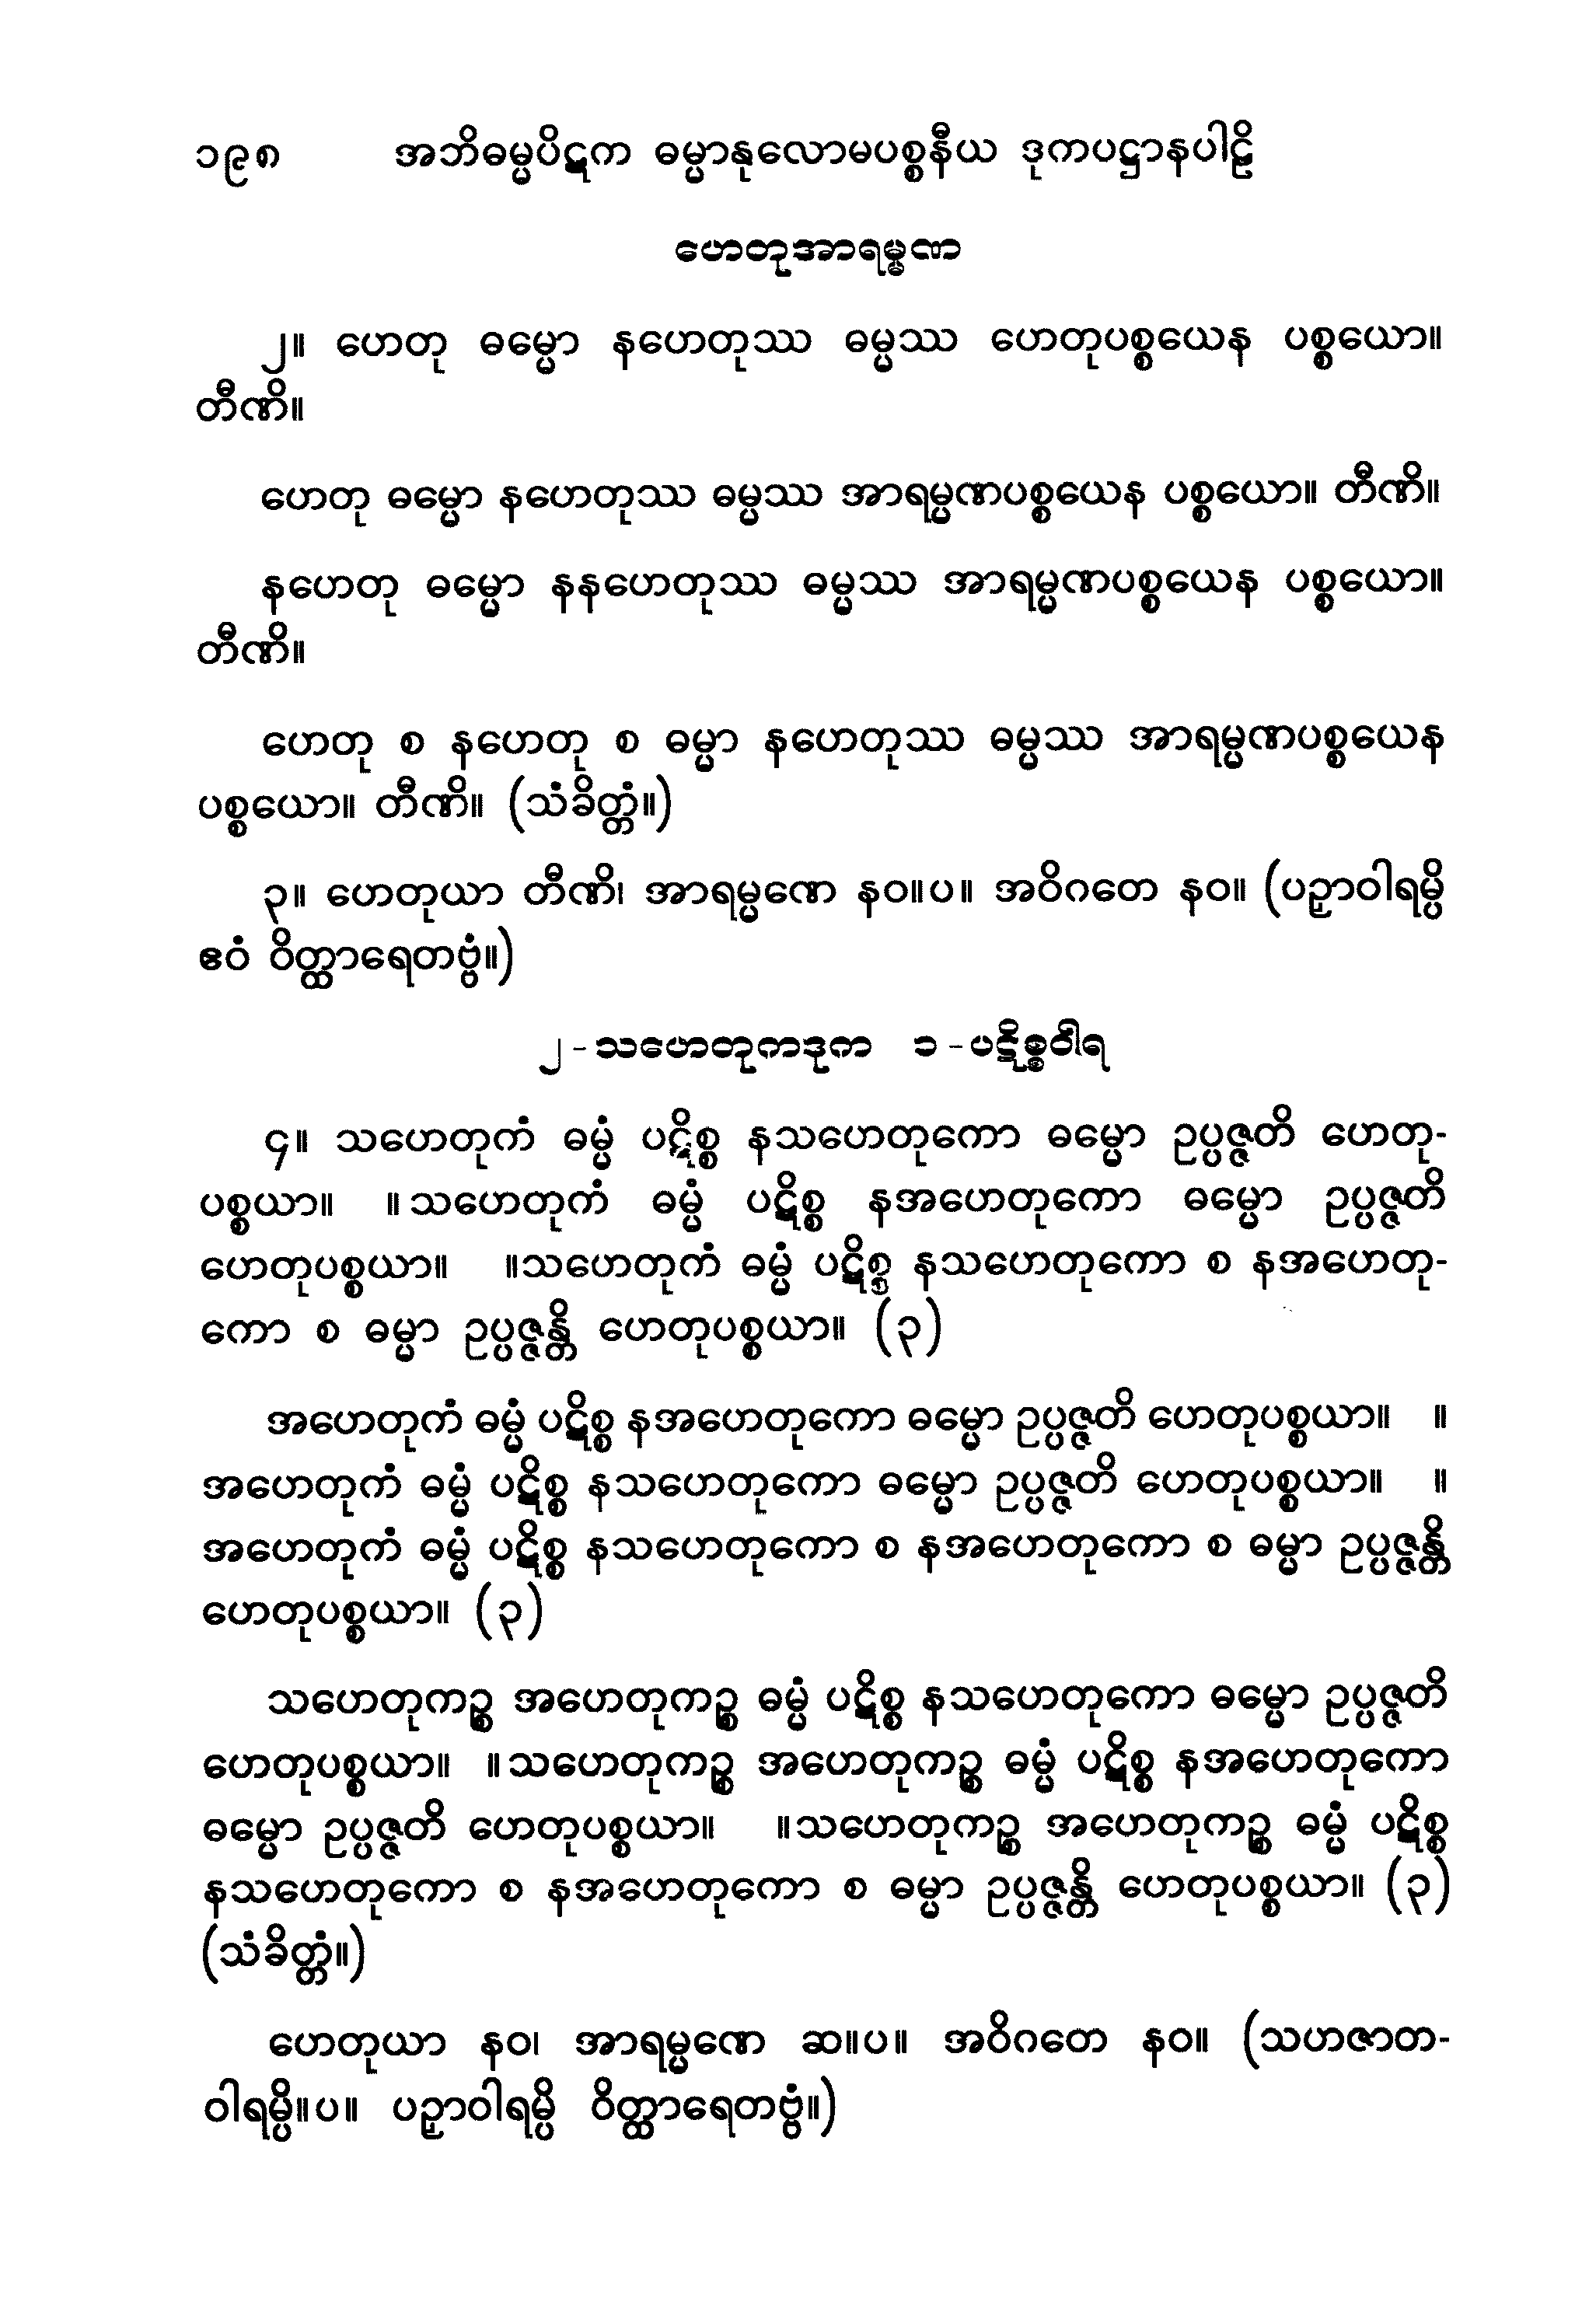 ၁၉၈ အဘိဓမ္မပိဋက ဓမ္မာနုလောမပစ္စနီယ ဒုကပဋ္ဌာနပါဠိ
ဟေတုအာရမ္မဏ
၂။ ဟေတု ဓမ္မော နဟေတုဿ ဓမ္မဿ ဟေတုပစ္စယေန ပစ္စယော။
တီဏိ။
ဟေတု ဓမ္မော နဟေတုဿ ဓမ္မဿ အာရမ္မဏပစ္စယေန ပစ္စယော။ တီဏိ။
နဟေတု ဓမ္မော နနဟေတုဿ ဓမ္မဿ အာရမ္မဏပစ္စယေန ပစ္စယော။
တီဏိ။
ဟေတု စ နဟေတု စ ဓမ္မာ နဟေတုဿ ဓမ္မဿ အာရမ္မဏပစ္စယေန
ပစ္စယော။ တီဏိ။ (သံခိတ္တံ။)
၃။ ဟေတုယာ တီဏိ၊ အာရမ္မဏေ နဝ။ပ။ အဝိဂတေ နဝ။ (ပဉှာဝါရမ္ပိ
ဧဝံ ဝိတ္ထာရေတဗ္ဗံ။)
၂-သဟေတုကဒုက ၁-ပဋိစ္စဝါရ
၄။ သဟေတုကံ ဓမ္မံ ပဋိစ္စ နသဟေတုကော ဓမ္မော ဥပ္ပဇ္ဇတိ ဟေတု-
ပစ္စယာ။ ။သဟေတုကံ ဓမ္မံ ပဋိစ္စ နအဟေတုကော ဓမ္မော ဥပ္ပဇ္ဇတိ
ဟေတုပစ္စယာ။ ။သဟေတုကံ ဓမ္မံ ပဋိစ္စ နသဟေတုကော စ နအဟေတု-
ကော စ ဓမ္မာ ဥပ္ပဇ္ဇန္တိ ဟေတုပစ္စယာ။ (၃)
အဟေတုကံ ဓမ္မံ ပဋိစ္စ နအဟေတုကော ဓမ္မော ဥပ္ပဇ္ဇတိ ဟေတုပစ္စယာ။ ။
အဟေတုကံ ဓမ္မံ ပဋိစ္စ နသဟေတုကော ဓမ္မော ဥပ္ပဇ္ဇတိ ဟေတုပစ္စယာ။ ။
အဟေတုကံ ဓမ္မံ ပဋိစ္စ နသဟေတုကော စ နအဟေတုကော စ ဓမ္မာ ဥပ္ပဇ္ဇန္တိ
ဟေတုပစ္စယာ။ (၃)
သဟေတုကဉ္စ အဟေတုကဉ္စ ဓမ္မံ ပဋိစ္စ နသဟေတုကော ဓမ္မော ဥပ္ပဇ္ဇတိ
ဟေတုပစ္စယာ။ ။သဟေတုကဉ္စ အဟေတုကဉ္စ ဓမ္မံ ပဋိစ္စ နအဟေတုကော
ဓမ္မော ဥပ္ပဇ္ဇတိ ဟေတုပစ္စယာ။ ။သဟေတုကဉ္စ အဟေတုကဉ္စ ဓမ္မံ ပဋိစ္စ
နသဟေတုကော စ နအဟေတုကော စ ဓမ္မာ ဥပ္ပဇ္ဇန္တိ ဟေတုပစ္စယာ။ (၃)
(သံခိတ္တံ။)
ဟေတုယာ နဝ၊ အာရမ္မဏေ ဆ။ပ။ အဝိဂတေ နဝ။ (သဟဇာတ-
ဝါရမ္ပိ။ပ။ ပဉှာဝါရမ္ပိ ဝိတ္ထာရေတဗ္ဗံ။)